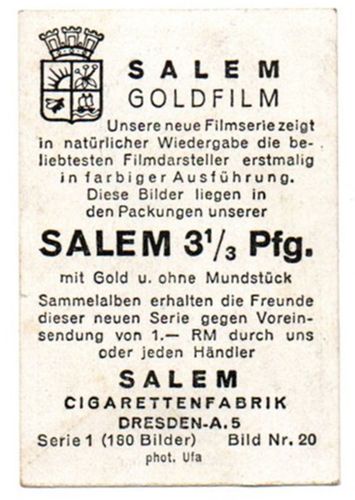 SALEM
GOLDFILM
Unsere neue Filmserie zeigt
in natürlicher Wiedergabe die be-
liebtesten Filmdarsteller erstmalig
in farbiger Ausführung.
Diese Bilder liegen in
den Packungen unserer
SALEM 3 1/3 Pfg.
mit Gold u. ohne Mundstück
Sammelalben erhalten die Freunde
dieser neuen Serie gegen Vorein-
sendung von 1.— RM durch uns
oder jeden Händler
SALEM
CIGARETTENFABRIK
DRESDEN-A.5
Serie 1 (180 Bilder) Bild Nr. 20
phot. Ufa